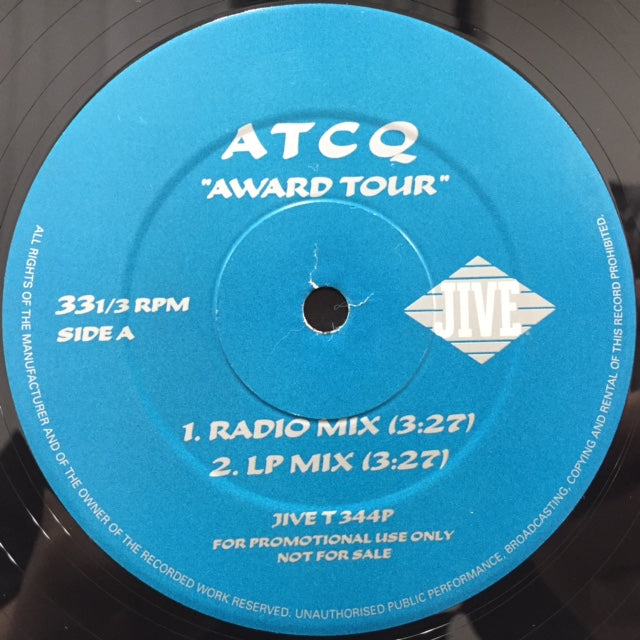 ATCQ
"AWARD TOUR"
33 1/3 RPM
SIDE A
JIVE
1. RADIO MIX (3:27)
2. LP MIX (3:27)
JIVE T 344P
FOR PROMOTIONAL USE ONLY
NOT FOR SALE
ALL RIGHTS OF THE MANUFACTURER AND OF THE OWNER OF THE RECORDED WORK RESERVED. UNAUTHORISED PUBLIC PERFORMANCE. BROADCASTING, COPYING AND RENTAL OF THIS RECORD PROHIBITED.